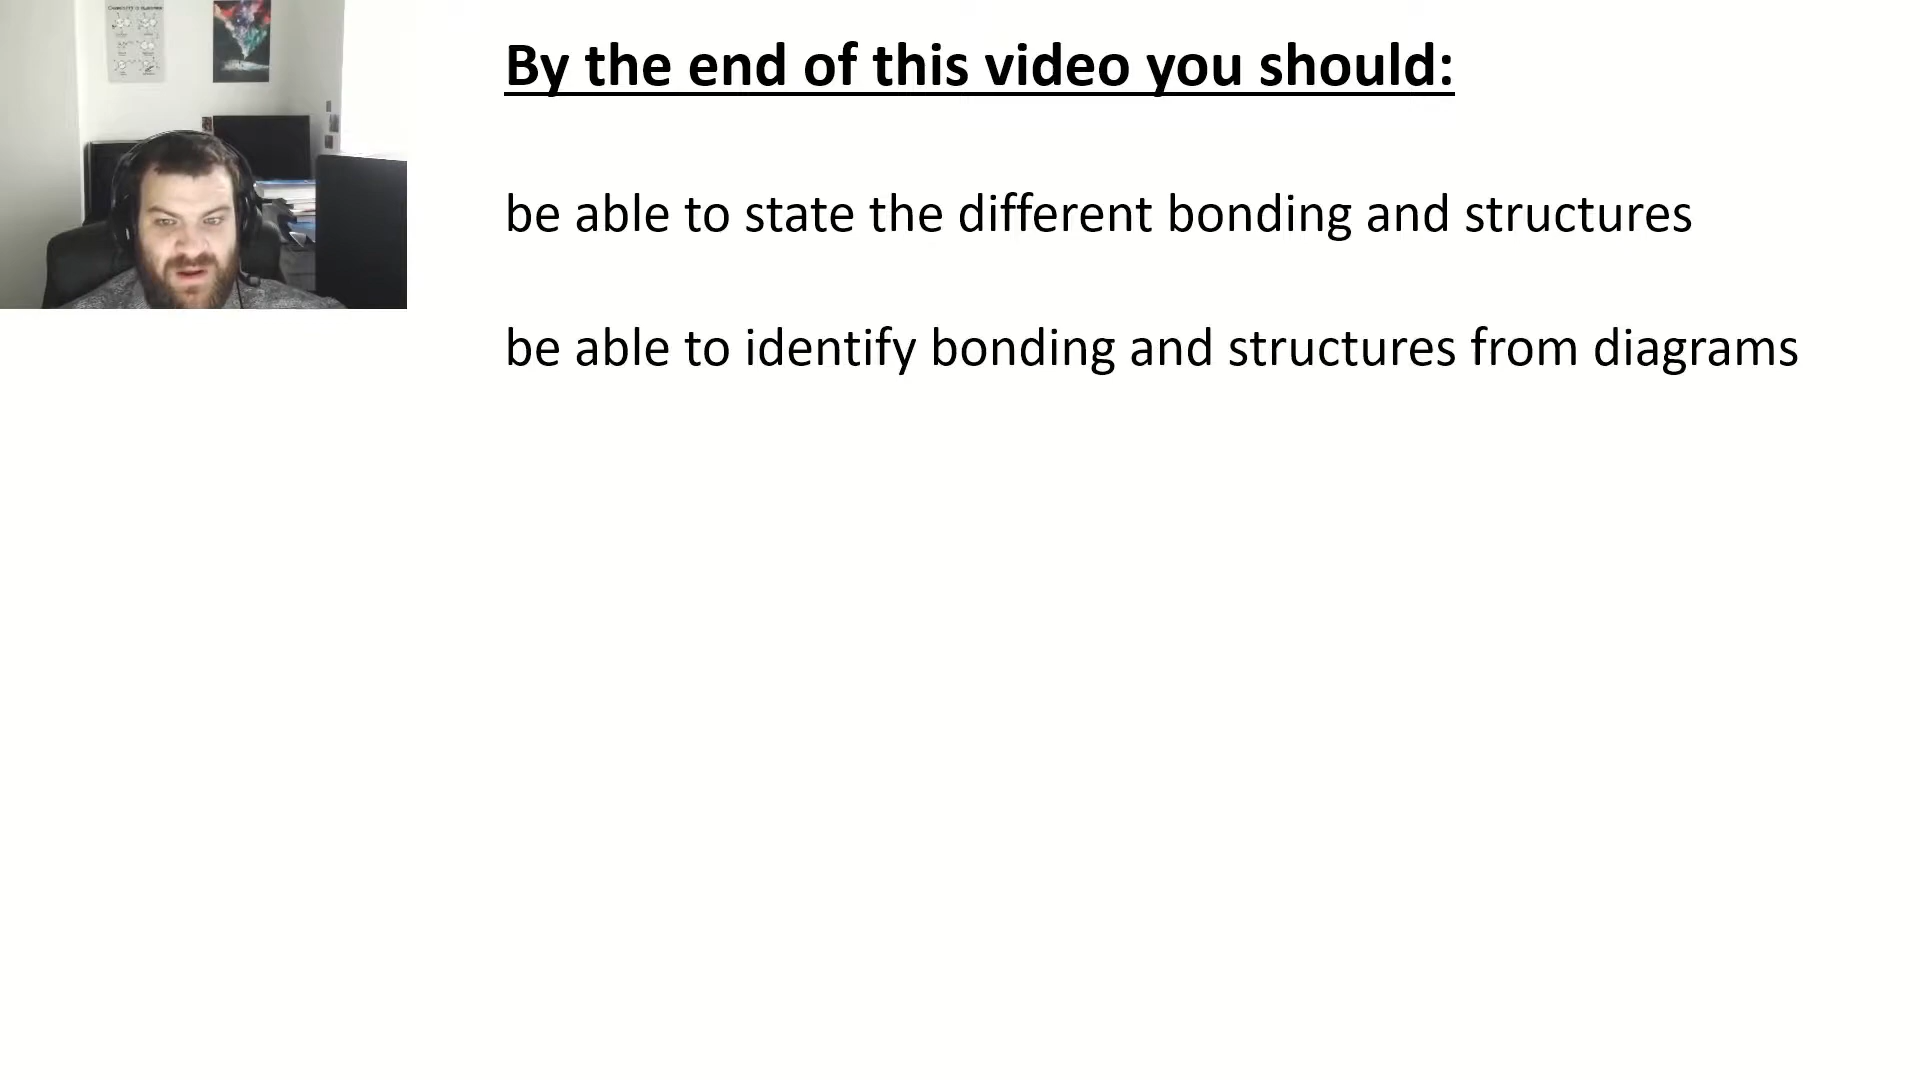 By the end of this video you should:
be able to state the different bonding and structures
be able to identify bonding and structures from diagrams